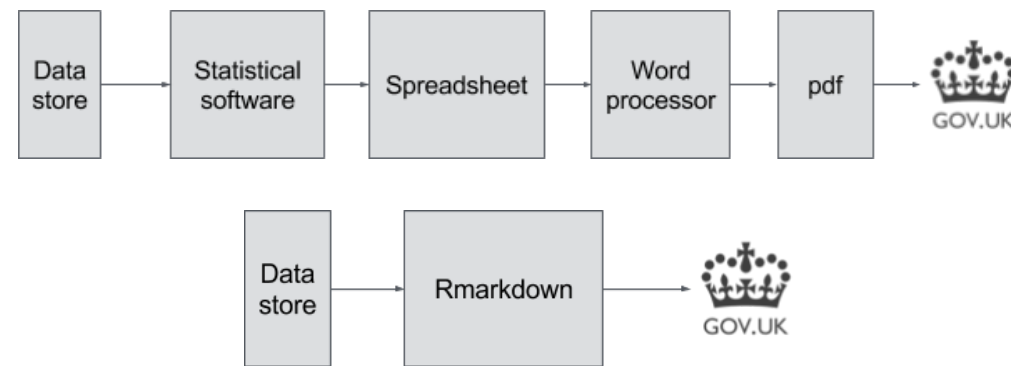 Data
store
Statistical
software
Spreadsheet
Word
processor
pdf
GOV.UK
Data
store
Rmarkdown
GOV.UK